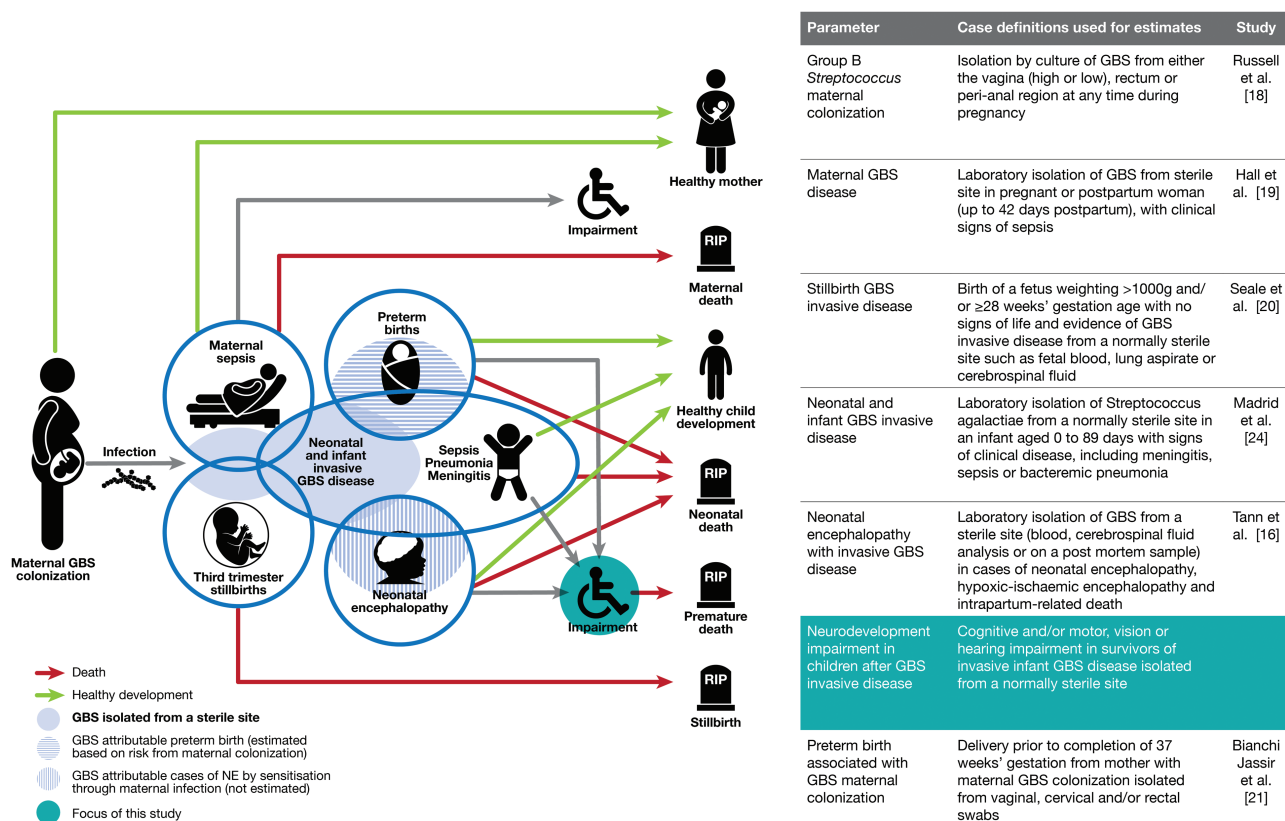 Healthy mother
Impairment
RIP
Maternal
death
Preterm
births
Maternal
sepsis
Healthy child
development
Neonatal
and infant
invasive
GBS disease
Sepsis
Pneumonia
Meningitis
Infection
RIP
Neonatal
death
Maternal GBS
colonization
Third trimester
stillbirths
Neonatal
encephalopathy
Impairment
RIP
Premature
death
RIP
Stillbirth
Death
Healthy development
GBS isolated from a sterile site
GBS attributable preterm birth (estimated
based on risk from maternal colonization)
GBS attributable cases of NE by sensitisation
through maternal infection (not estimated)
Focus of this study
Parameter Case definitions used for estimates Study
Group B Isolation by culture of GBS from either Russell
Streptococcus the vagina (high or low), rectum or et al.
maternal peri-anal region at any time during [18]
colonization pregnancy
Maternal GBS Laboratory isolation of GBS from sterile Hall et
disease site in pregnant or postpartum woman al. [19]
(up to 42 days postpartum), with clinical
signs of sepsis
Stillbirth GBS Birth of a fetus weighting >1000g and/ Seale et
invasive disease or ≥28 weeks’ gestation age with no al. [20]
signs of life and evidence of GBS
invasive disease from a normally sterile
site such as fetal blood, lung aspirate or
cerebrospinal fluid
Neonatal and Laboratory isolation of Streptococcus Madrid
infant GBS invasive agalactiae from a normally sterile site in et al.
disease an infant aged 0 to 89 days with signs [24]
of clinical disease, including meningitis,
sepsis or bacteremic pneumonia
Neonatal Laboratory isolation of GBS from a Tann et
encephalopathy sterile site (blood, cerebrospinal fluid al. [16]
with invasive GBS analysis or on a post mortem sample)
disease in cases of neonatal encephalopathy,
hypoxic-ischaemic encephalopathy and
intrapartum-related death
Neurodevelopment Cognitive and/or motor, vision or
impairment in hearing impairment in survivors of
children after GBS invasive infant GBS disease isolated
invasive disease from a normally sterile site
Preterm birth Delivery prior to completion of 37 Bianchi
associated with weeks’ gestation from mother with Jassir
GBS maternal maternal GBS colonization isolated et al.
colonization from vaginal, cervical and/or rectal [21]
swabs